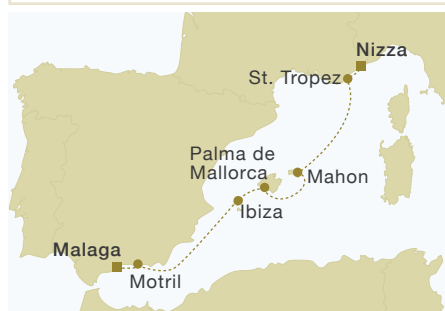 Nizza
St. Tropez
Palma de
Mallorca
Mahon
Ibiza
Malaga
Motril